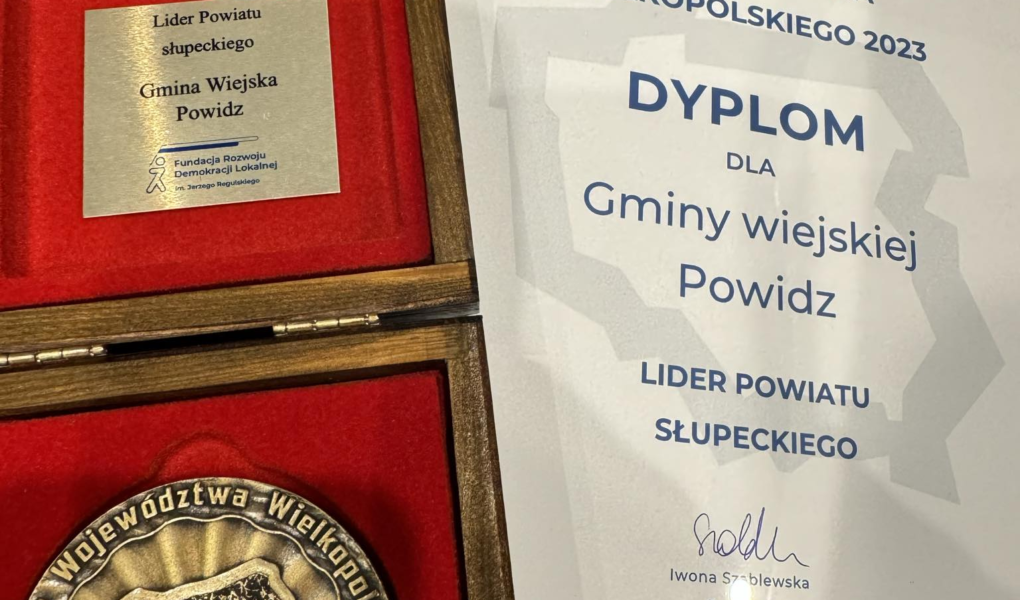 Lider Powiatu
słupeckiego
Gmina Wiejska
Powidz
Fundacja Rozwoju
Demokracji Lokalnej
im. Jerzego Regulskiego
Województwa Wielkopol
KOPOLSKIEGO 2023
DYPLOM
DLA
Gminy wiejskiej
Powidz
LIDER POWIATU
SŁUPECKIEGO
Iwona Szablewska